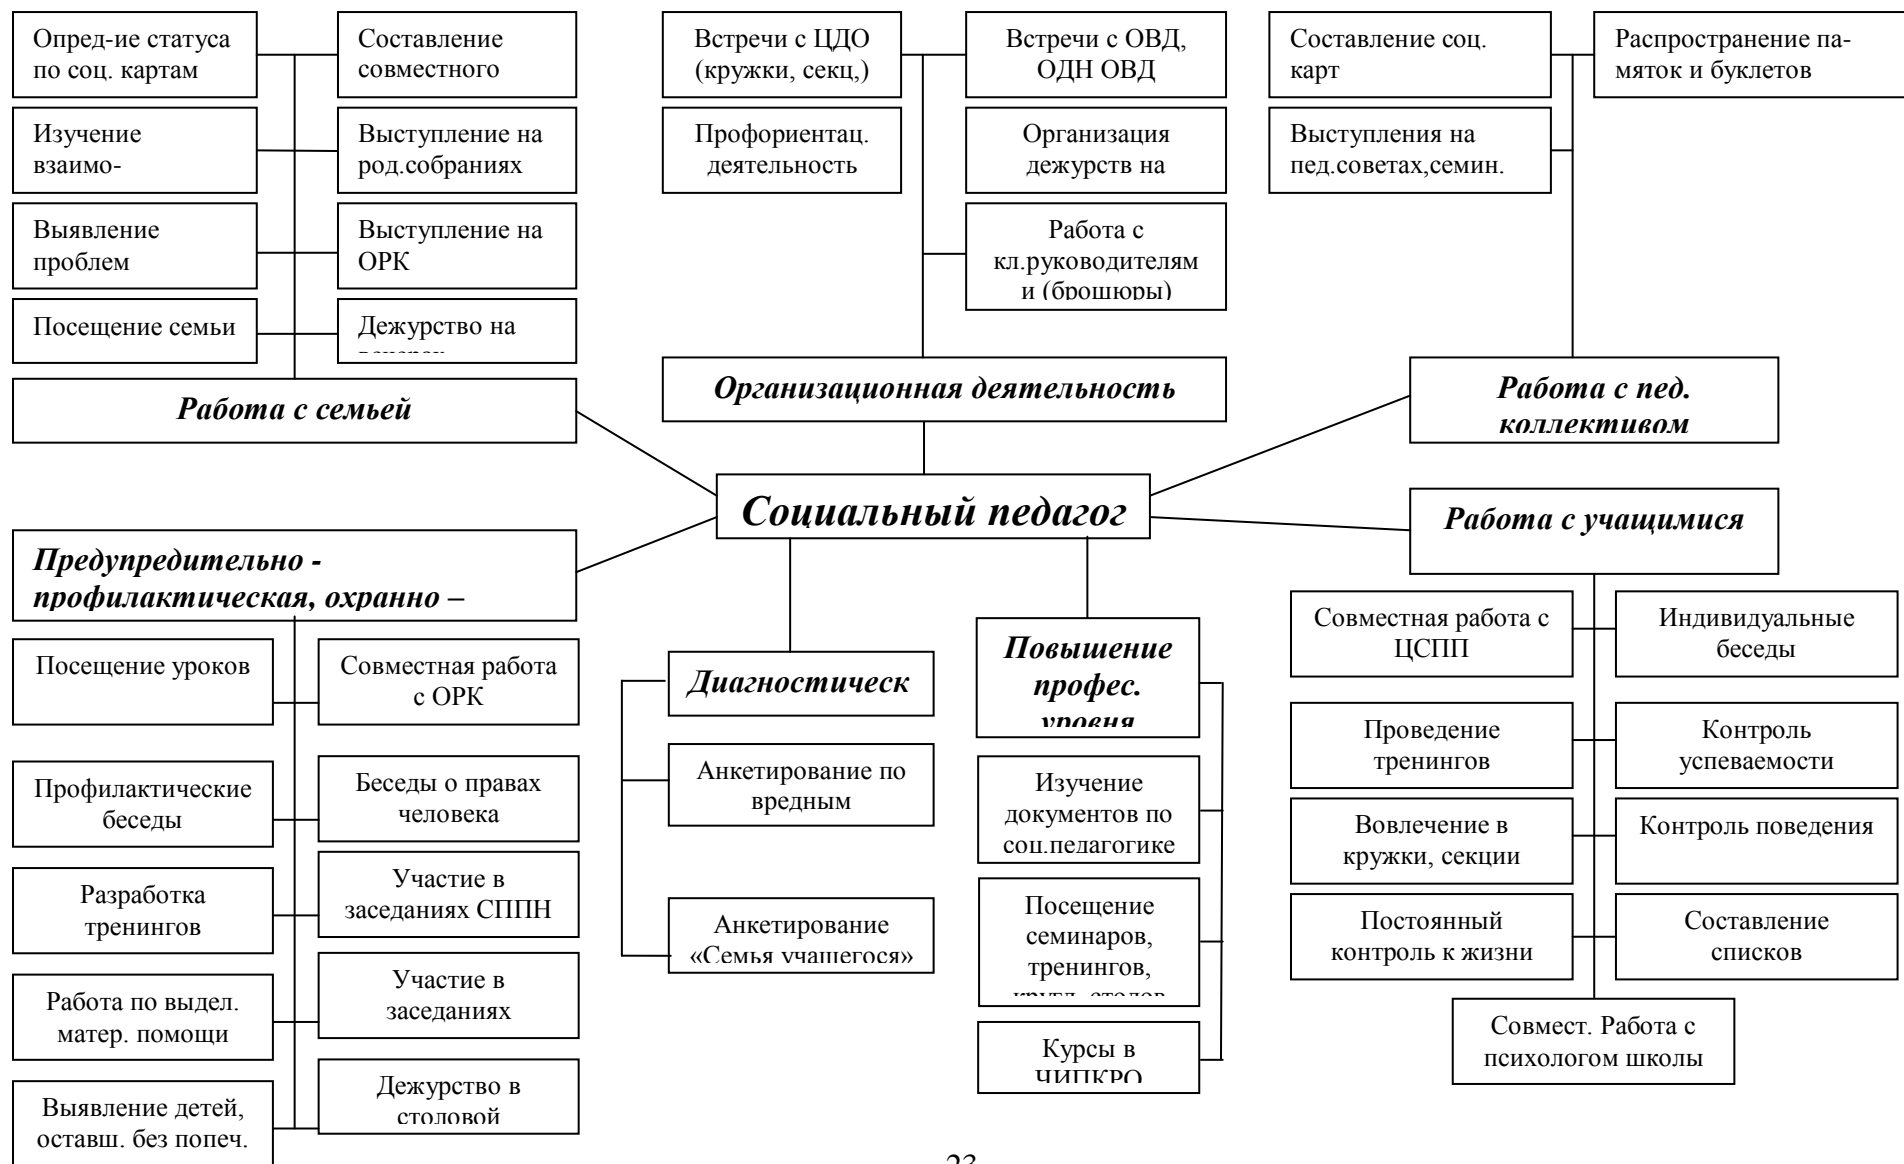 Опред-ие статуса
по соц. картам
Составление
совместного
Изучение
взаимо-
Выступление на
род.собраниях
Выявление
проблем
Выступление на
ОРК
Посещение семьи
Дежурство на
Работа с семьей
Встречи с ЦДО
(кружки, секц,)
Встречи с ОВД,
ОДН ОВД
Профориентац.
деятельность
Организация
дежурств на
Работа с
кл.руководителям
и (брошюры)
Организационная деятельность
Составление соц.
карт
Распространение па-
мяток и буклетов
Выступления на
пед.советах,семин.
Работа с пед.
коллективом
Социальный педагог
Предупредительно -
профилактическая, охранно –
Посещение уроков
Совместная работа
с ОРК
Профилактические
беседы
Беседы о правах
человека
Разработка
тренингов
Участие в
заседаниях СППН
Работа по выдел.
матер. помощи
Участие в
заседаниях
Выявление детей,
оставш. без попеч.
Дежурство в
столовой
Диагностическ
Анкетирование по
вредным
Анкетирование
«Семья учащегося»
Повышение
профес.
уровня
Изучение
документов по
соц.педагогике
Посещение
семинаров,
тренингов,
кругл. столов
Курсы в
ЧИПКРО
Работа с учащимися
Совместная работа с
ЦСПП
Индивидуальные
беседы
Проведение
тренингов
Контроль
успеваемости
Вовлечение в
кружки, секции
Контроль поведения
Постоянный
контроль к жизни
Составление
списков
Совмест. Работа с
психологом школы
23